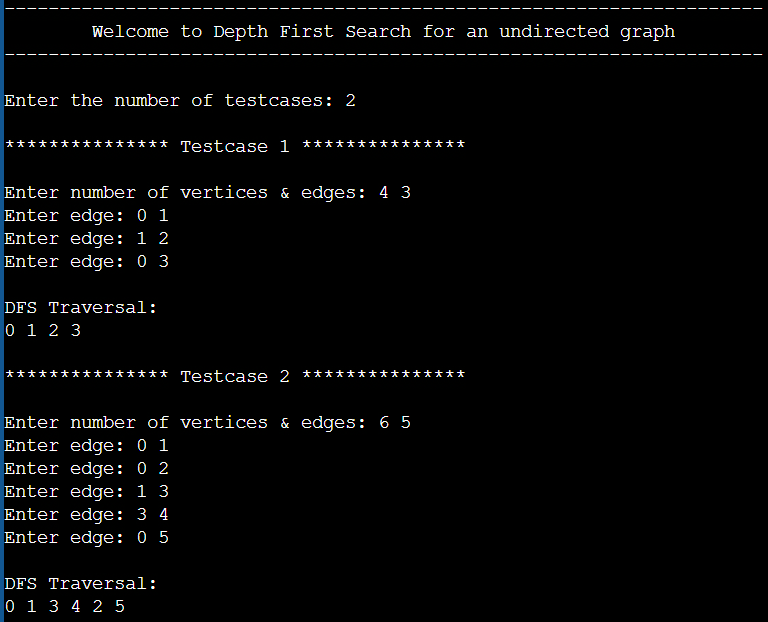 ---------------------------------------------------------------------
Welcome to Depth First Search for an undirected graph
---------------------------------------------------------------------
Enter the number of testcases: 2
*************** Testcase 1 ***************
Enter number of vertices & edges: 4 3
Enter edge: 0 1
Enter edge: 1 2
Enter edge: 0 3
DFS Traversal:
0 1 2 3
*************** Testcase 2 ***************
Enter number of vertices & edges: 6 5
Enter edge: 0 1
Enter edge: 0 2
Enter edge: 1 3
Enter edge: 3 4
Enter edge: 0 5
DFS Traversal:
0 1 3 4 2 5